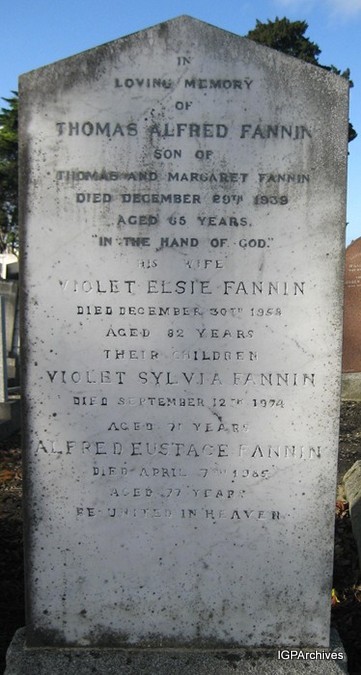 IN
LOVING MEMORY
OF
THOMAS ALFRED FANNIN
SON OF
THOMAS AND MARGARET FANNIN
DIED DECEMBER 29TH 1939
AGED 65 YEARS.
"IN THE HAND OF GOD."
HIS WIFE
VIOLET ELSIE FANNIN
DIED DECEMBER 30TH 1958
AGED 82 YEARS
THEIR CHILDREN
VIOLET SYLVIA FANNIN
DIED SEPTEMBER 12TH 1974
AGED 71 YEARS
ALFRED EUSTACE FANNIN
DIED APRIL 7TH 1985
AGED 77 YEARS
RE-UNITED IN HEAVEN
IGPArchives